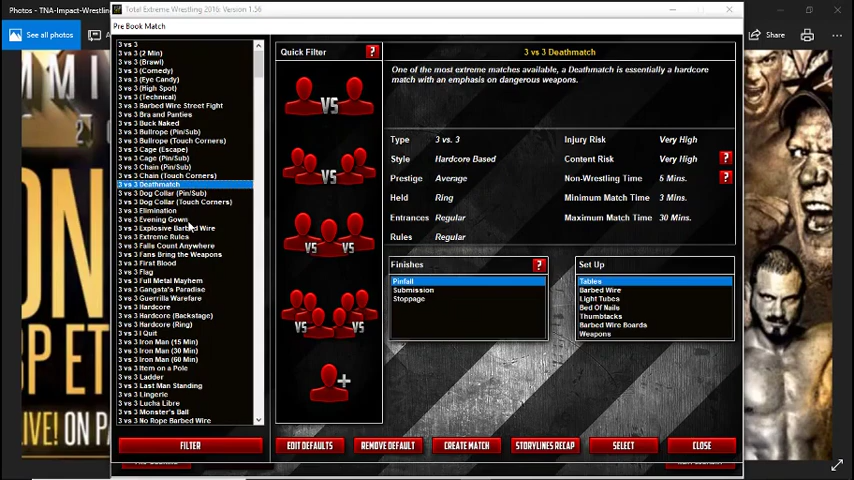 Photos - TNA-Impact-Wrestling
Total Extreme Wrestling 2016: Version 1.56
Pre Book Match
See all photos
Share
3 vs 3
3 vs 3 (2 Min)
3 vs 3 (Brawl)
3 vs 3 (Comedy)
3 vs 3 (Eye Candy)
3 vs 3 (High Spot)
3 vs 3 (Technical)
3 vs 3 Barbed Wire Street Fight
3 vs 3 Bra and Panties
3 vs 3 Buck Naked
3 vs 3 Bullrope (Pin/Sub)
3 vs 3 Bullrope (Touch Corners)
3 vs 3 Cage (Escape)
3 vs 3 Cage (Pin/Sub)
3 vs 3 Chain (Pin/Sub)
3 vs 3 Chain (Touch Corners)
3 vs 3 Deathmatch
3 vs 3 Dog Collar (Pin/Sub)
3 vs 3 Dog Collar (Touch Corners)
3 vs 3 Elimination
3 vs 3 Evening Gown
3 vs 3 Explosive Barbed Wire
3 vs 3 Extreme Rules
3 vs 3 Falls Count Anywhere
3 vs 3 Fans Bring the Weapons
3 vs 3 First Blood
3 vs 3 Flag
3 vs 3 Full Metal Mayhem
3 vs 3 Gangsta's Paradise
3 vs 3 Guerrilla Warfare
3 vs 3 Hardcore
3 vs 3 Hardcore (Backstage)
3 vs 3 Hardcore (Ring)
3 vs 3 I Quit
3 vs 3 Iron Man (15 Min)
3 vs 3 Iron Man (30 Min)
3 vs 3 Iron Man (60 Min)
3 vs 3 Item on a Pole
3 vs 3 Ladder
3 vs 3 Last Man Standing
3 vs 3 Lingerie
3 vs 3 Lucha Libre
3 vs 3 Monster's Ball
3 vs 3 No Rope Barbed Wire
FILTER
Quick Filter ?
VS
VS
VS VS
VS VS
+
3 vs 3 Deathmatch
One of the most extreme matches available, a Deathmatch is essentially a hardcore
match with an emphasis on dangerous weapons.
Type 3 vs. 3 Injury Risk Very High
Style Hardcore Based Content Risk Very High ?
Prestige Average Non-Wrestling Time 5 Mins. ?
Held Ring Minimum Match Time 3 Mins.
Entrances Regular Maximum Match Time 30 Mins.
Rules Regular
Finishes ?
Pinfall
Submission
Stoppage
Set Up
Tables
Barbed Wire
Light Tubes
Bed Of Nails
Thumbtacks
Barbed Wire Boards
Weapons
EDIT DEFAULTS REMOVE DEFAULT CREATE MATCH STORYLINES RECAP SELECT CLOSE